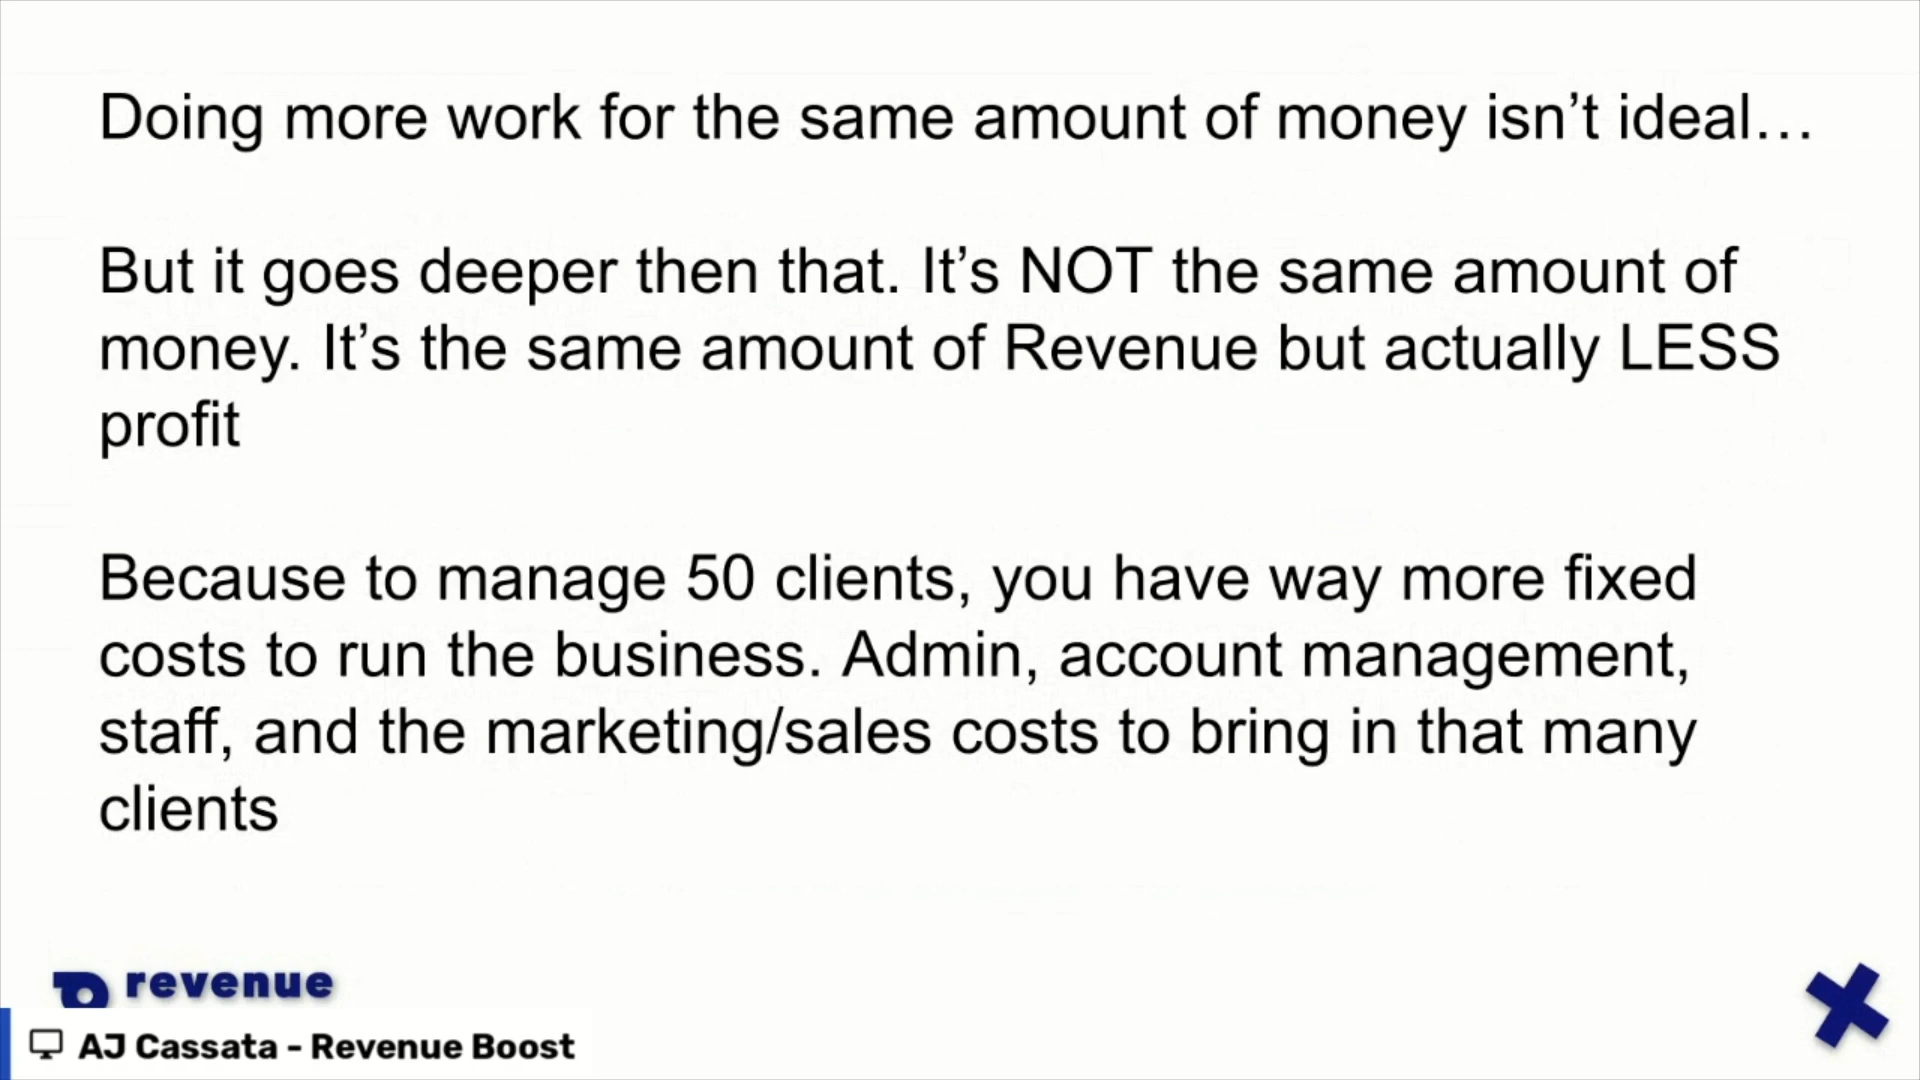 Doing more work for the same amount of money isn’t ideal…
But it goes deeper then that. It’s NOT the same amount of
money. It’s the same amount of Revenue but actually LESS
profit
Because to manage 50 clients, you have way more fixed
costs to run the business. Admin, account management,
staff, and the marketing/sales costs to bring in that many
clients
revenue
AJ Cassata - Revenue Boost